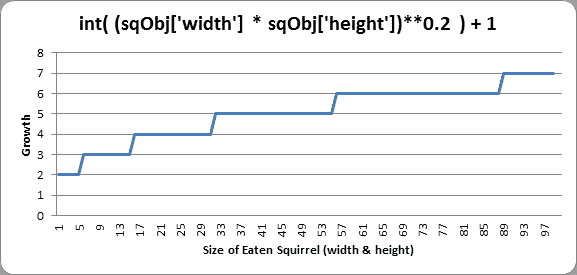 int( (sqObj['width'] * sqObj['height'])**0.2 ) + 1
8
7
6
5
4
3
2
1
0
Growth
1 5 9 13 17 21 25 29 33 37 41 45 49 53 57 61 65 69 73 77 81 85 89 93 97
Size of Eaten Squirrel (width & height)